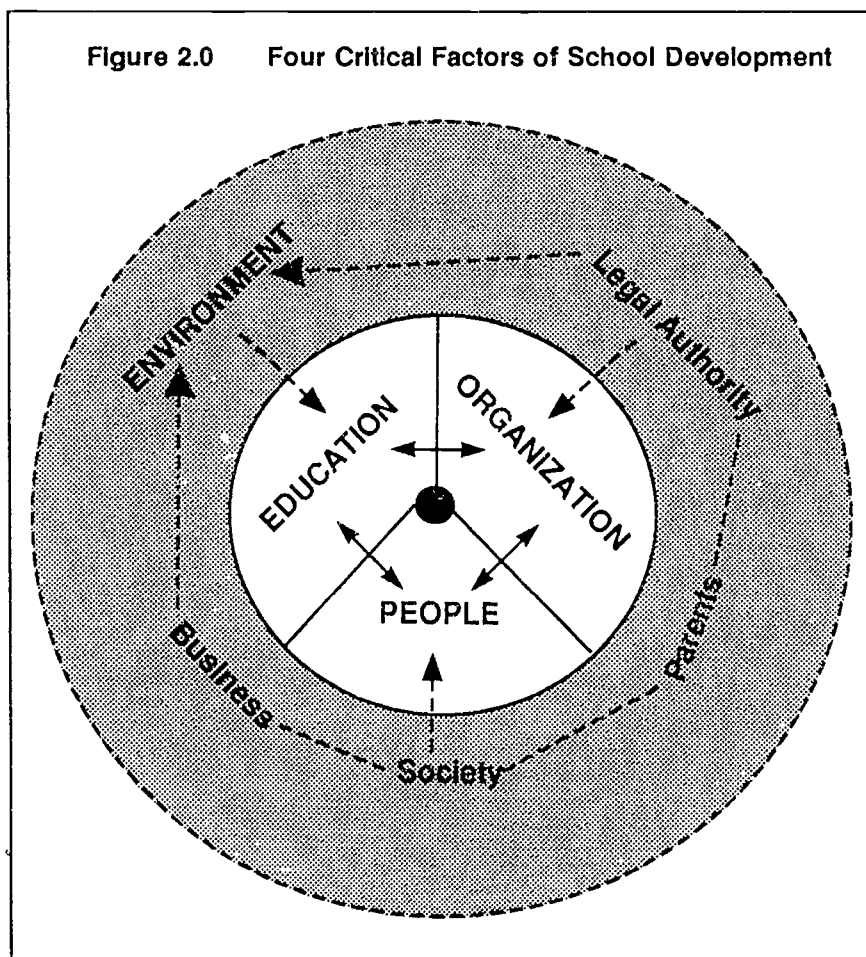 Figure 2.0 Four Critical Factors of School Development
ENVIRONMENT
Legal Authority
EDUCATION
ORGANIZATION
PEOPLE
Business
Parents
Society